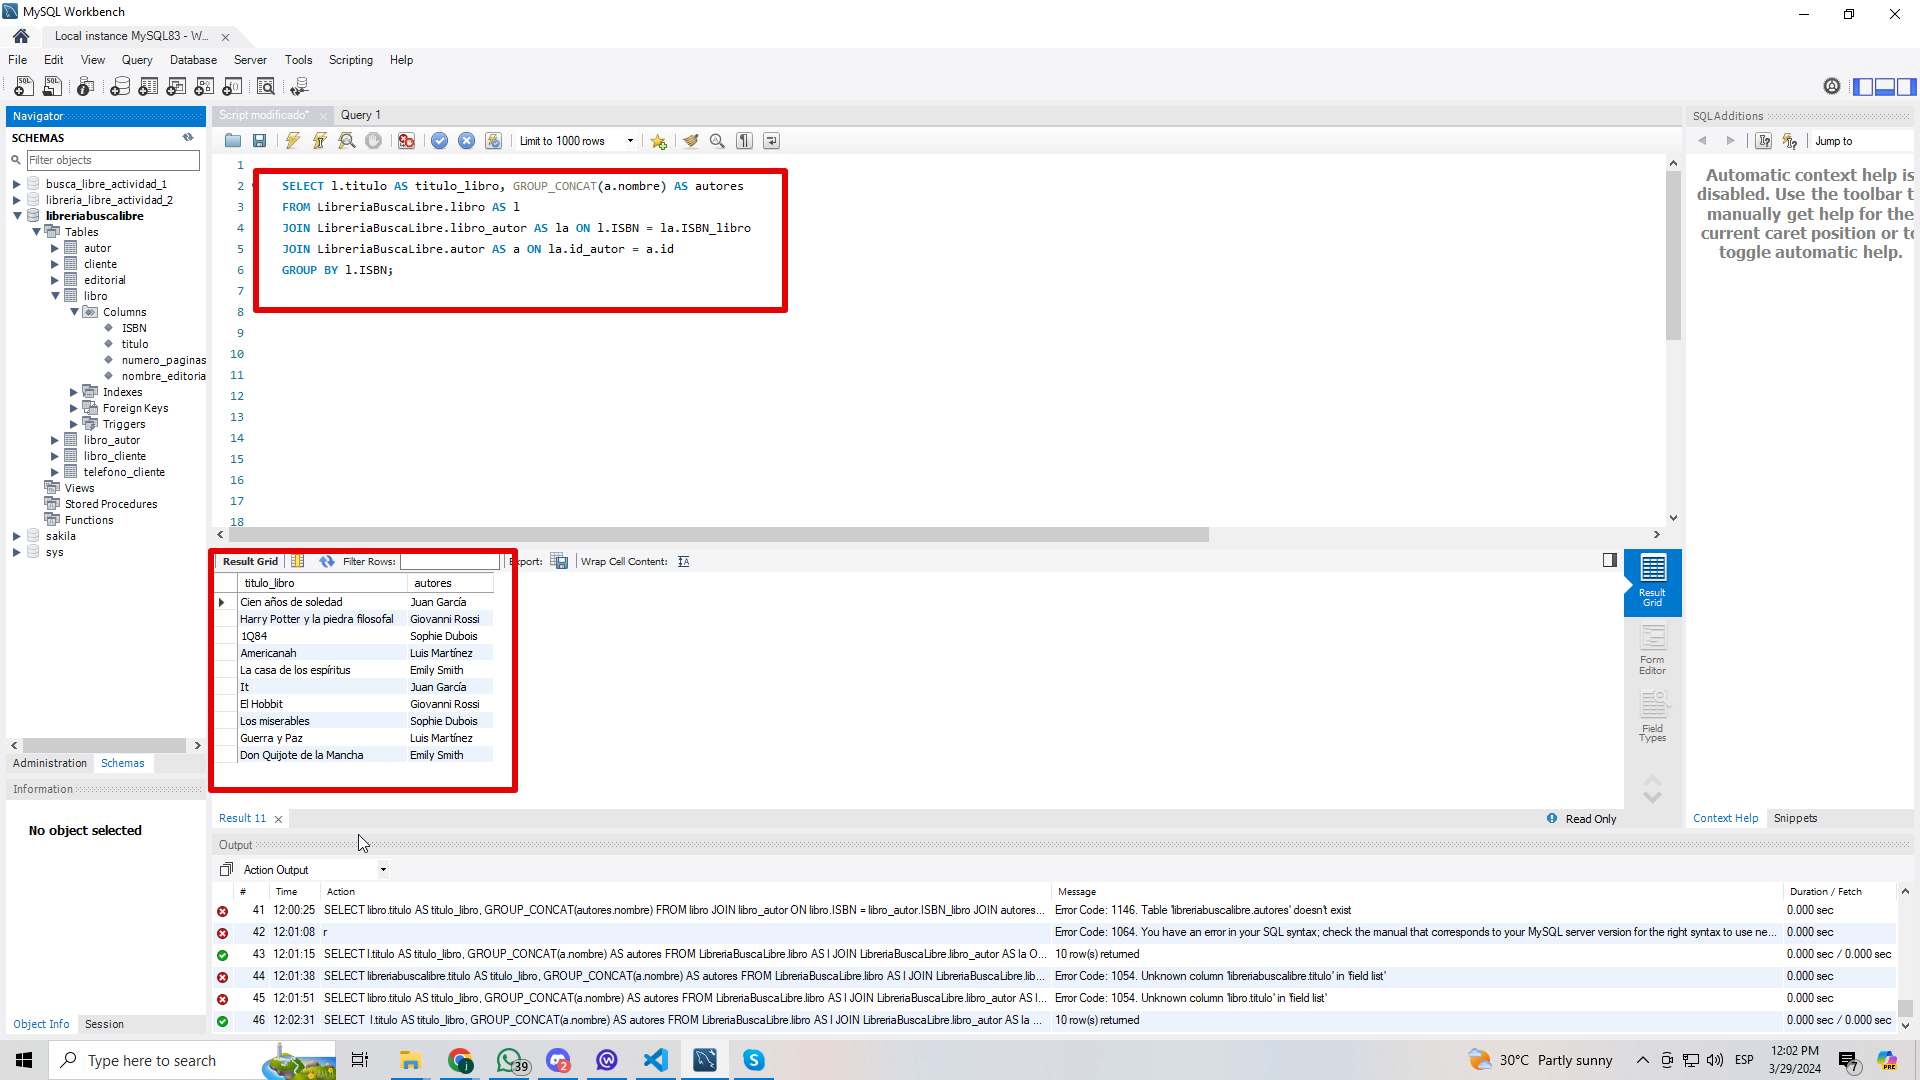 MySQL Workbench
Local instance MySQL83 - W...
File Edit View Query Database Server Tools Scripting Help
Navigator
SCHEMAS
Filter objects
busca_libre_actividad_1
libreria_libre_actividad_2
libreriabuscalibre
Tables
autor
cliente
editorial
libro
Columns
ISBN
titulo
numero_paginas
nombre_editoria
Indexes
Foreign Keys
Triggers
libro_autor
libro_cliente
telefono_cliente
Views
Stored Procedures
Functions
sakila
sys
Administration Schemas
Information
No object selected
Object Info Session
Script modificado* Query 1
Limit to 1000 rows
1
2 SELECT l.titulo AS titulo_libro, GROUP_CONCAT(a.nombre) AS autores
3 FROM LibreriaBuscaLibre.libro AS l
4 JOIN LibreriaBuscaLibre.libro_autor AS la ON l.ISBN = la.ISBN_libro
5 JOIN LibreriaBuscaLibre.autor AS a ON la.id_autor = a.id
6 GROUP BY l.ISBN;
7
8
9
10
11
12
13
14
15
16
17
18
Result Grid Filter Rows: xport: Wrap Cell Content:
titulo_libro autores
Cien años de soledad Juan García
Harry Potter y la piedra filosofal Giovanni Rossi
1Q84 Sophie Dubois
Americanah Luis Martínez
La casa de los espíritus Emily Smith
It Juan García
El Hobbit Giovanni Rossi
Los miserables Sophie Dubois
Guerra y Paz Luis Martínez
Don Quijote de la Mancha Emily Smith
Result Grid
Form Editor
Field Types
Result 11
Read Only
SQLAdditions
Jump to
Automatic context help is
disabled. Use the toolbar t
manually get help for the
current caret position or to
toggle automatic help.
Context Help Snippets
Output
Action Output
# Time Action Message Duration / Fetch
41 12:00:25 SELECT libro.titulo AS titulo_libro, GROUP_CONCAT(autores.nombre) FROM libro JOIN libro_autor ON libro.ISBN = libro_autor.ISBN_libro JOIN autores... Error Code: 1146. Table 'libreriabuscalibre.autores' doesn't exist 0.000 sec
42 12:01:08 r Error Code: 1064. You have an error in your SQL syntax; check the manual that corresponds to your MySQL server version for the right syntax to use ne... 0.000 sec
43 12:01:15 SELECT l.titulo AS titulo_libro, GROUP_CONCAT(a.nombre) AS autores FROM LibreriaBuscaLibre.libro AS l JOIN LibreriaBuscaLibre.libro_autor AS la O... 10 row(s) returned 0.000 sec / 0.000 sec
44 12:01:38 SELECT libreriabuscalibre.titulo AS titulo_libro, GROUP_CONCAT(a.nombre) AS autores FROM LibreriaBuscaLibre.libro AS l JOIN LibreriaBuscaLibre.lib... Error Code: 1054. Unknown column 'libreriabuscalibre.titulo' in 'field list' 0.000 sec
45 12:01:51 SELECT libro.titulo AS titulo_libro, GROUP_CONCAT(a.nombre) AS autores FROM LibreriaBuscaLibre.libro AS l JOIN LibreriaBuscaLibre.libro_autor AS l... Error Code: 1054. Unknown column 'libro.titulo' in 'field list' 0.000 sec
46 12:02:31 SELECT l.titulo AS titulo_libro, GROUP_CONCAT(a.nombre) AS autores FROM LibreriaBuscaLibre.libro AS l JOIN LibreriaBuscaLibre.libro_autor AS la ... 10 row(s) returned 0.000 sec / 0.000 sec
Type here to search
39
2
30°C Partly sunny
ESP
12:02 PM
3/29/2024
7
PRE